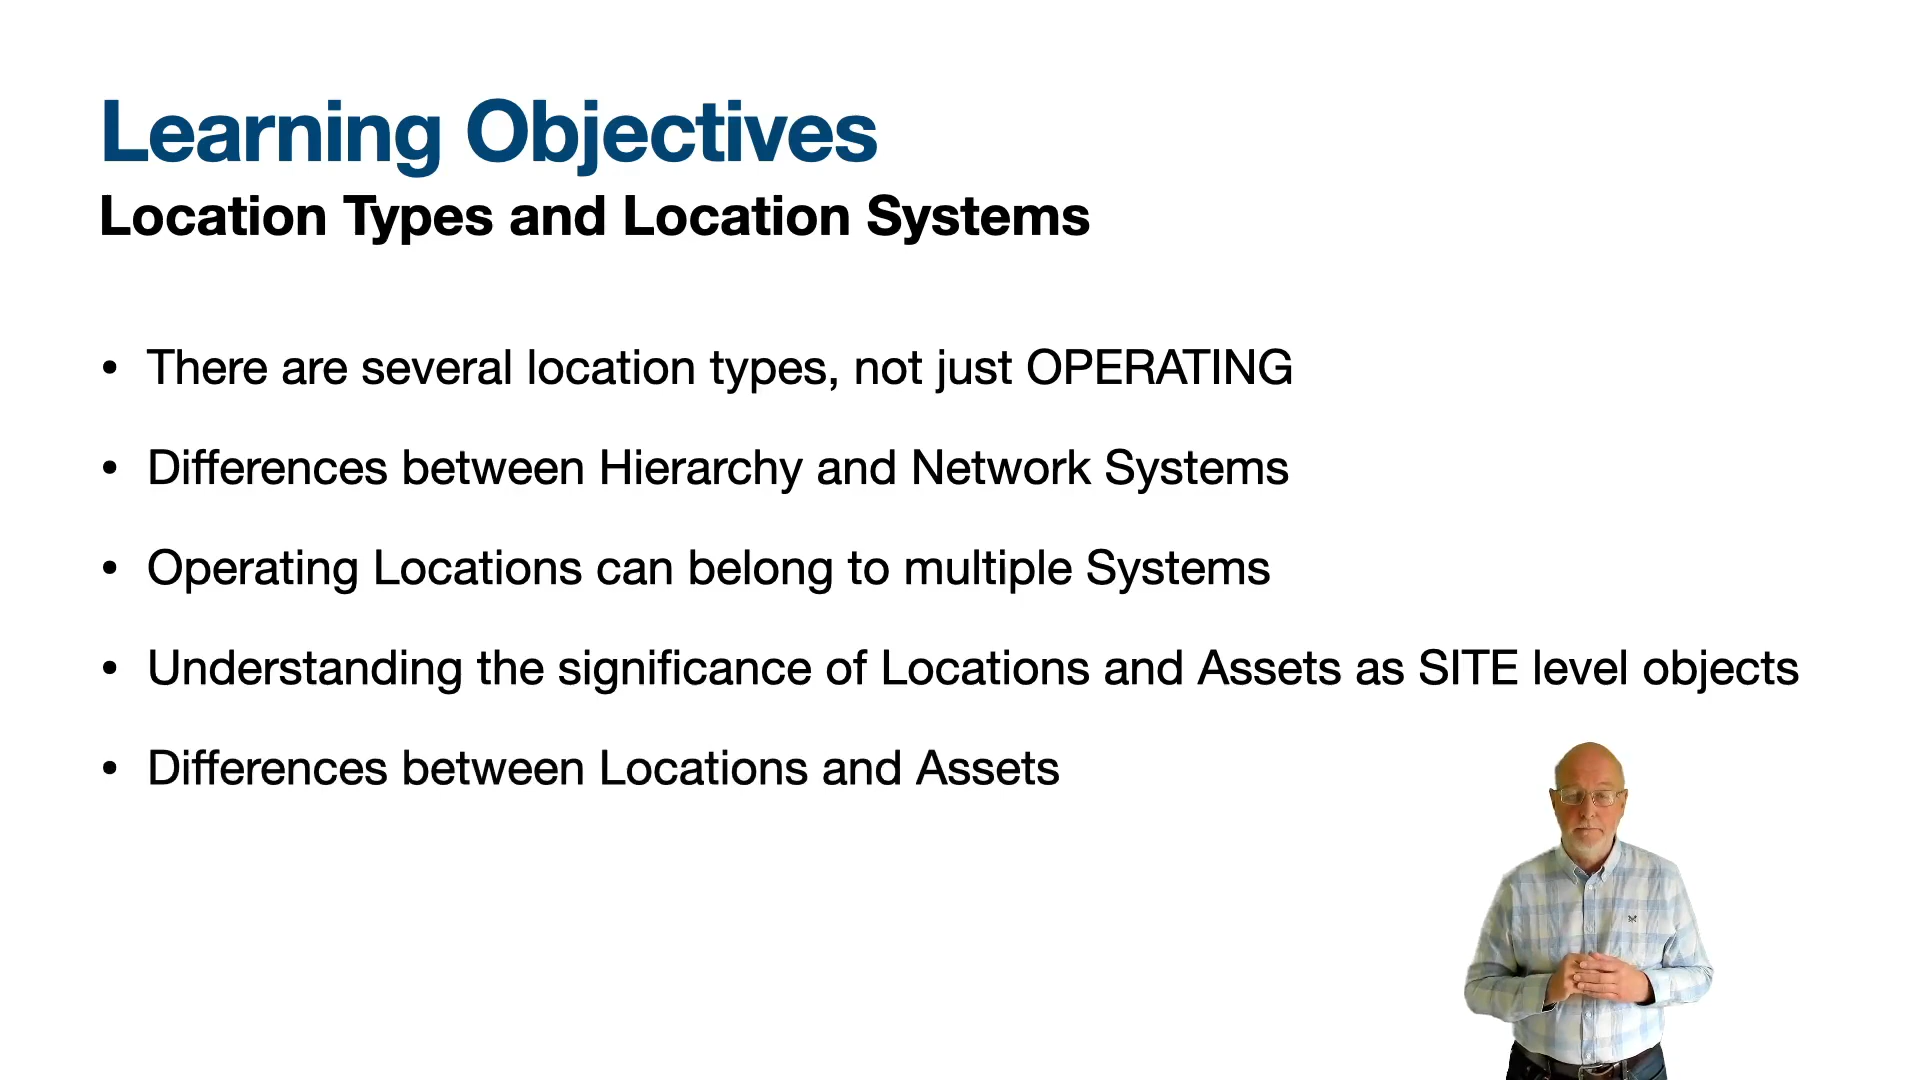 Learning Objectives
Location Types and Location Systems
• There are several location types, not just OPERATING
• Differences between Hierarchy and Network Systems
• Operating Locations can belong to multiple Systems
• Understanding the significance of Locations and Assets as SITE level objects
• Differences between Locations and Assets